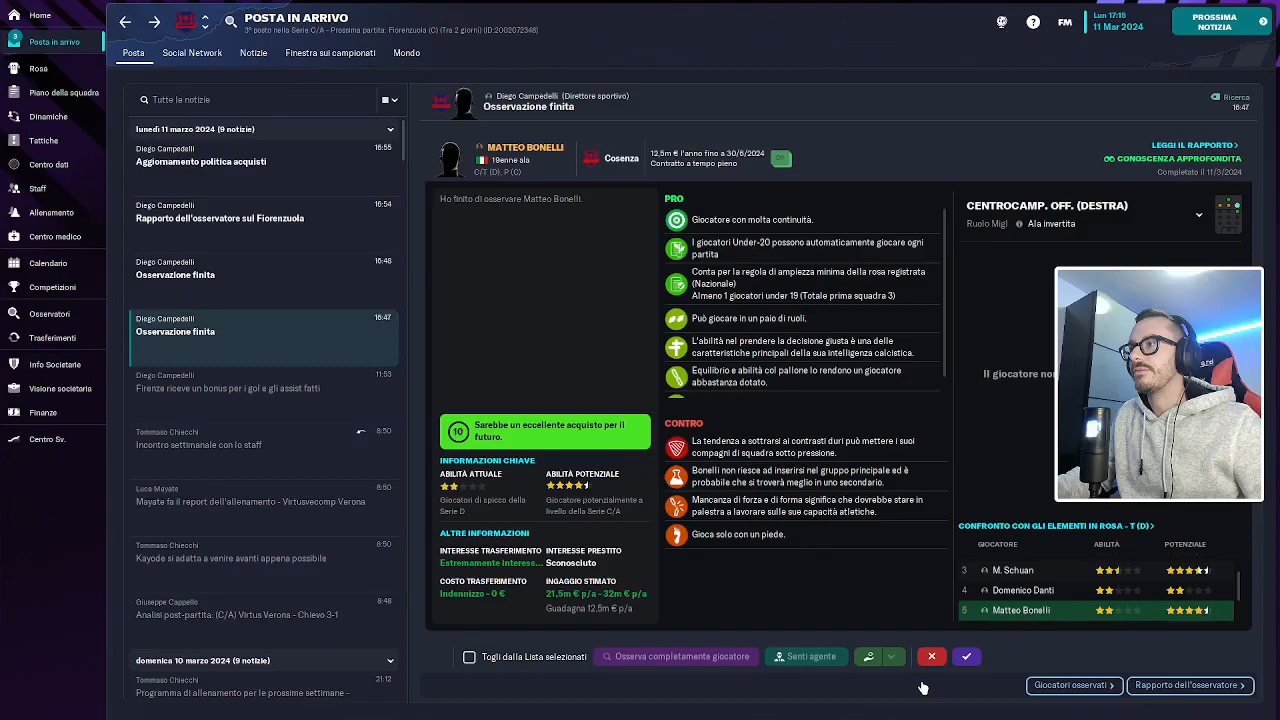 Home
POSTA IN ARRIVO
3° posto nella Serie C/A - Prossima partita: Fiorenzuola (C) (Tra 2 giorni) (ID:2002072348)
FM
Lun 17:15
11 Mar 2024
PROSSIMA
NOTIZIA
3
Posta in arrivo
Rosa
Piano della squadra
Dinamiche
Tattiche
Centro dati
Staff
Allenamento
Centro medico
Calendario
Competizioni
Osservatori
Trasferimenti
Info Societarie
Visione societaria
Finanze
Centro Sv.
Posta
Social Network
Notizie
Finestra sui campionati
Mondo
Tutte le notizie
lunedì 11 marzo 2024 (9 notizie)
Diego Campedelli
16:55
Aggiornamento politica acquisti
Diego Campedelli
16:54
Rapporto dell'osservatore sul Fiorenzuola
Diego Campedelli
16:48
Osservazione finita
Diego Campedelli
16:47
Osservazione finita
Diego Campedelli
11:53
Firenze riceve un bonus per i gol e gli assist fatti
Tommaso Chiecchi
8:50
Incontro settimanale con lo staff
Luca Mayate
8:50
Mayate fa il report dell'allenamento - Virtusvecomp Verona
Tommaso Chiecchi
8:50
Kayode si adatta a venire avanti appena possibile
Giuseppe Cappello
8:48
Analisi post-partita: (C/A) Virtus Verona - Chievo 3-1
domenica 10 marzo 2024 (9 notizie)
Tommaso Chiecchi
21:12
Programma di allenamento per le prossime settimane -
Diego Campedelli (Direttore sportivo)
Osservazione finita
Ricerca
16:47
MATTEO BONELLI
19enne ala
C/T (D), P (C)
Cosenza
12,5m € l'anno fino a 30/6/2024
Contratto a tempo pieno
LEGGI IL RAPPORTO
CONOSCENZA APPROFONDITA
Completato il 11/3/2024
Ho finito di osservare Matteo Bonelli.
10
Sarebbe un eccellente acquisto per il
futuro.
INFORMAZIONI CHIAVE
ABILITÀ ATTUALE
ABILITÀ POTENZIALE
Giocatori di spicco della
Serie D
Giocatore potenzialmente a
livello della Serie C/A
ALTRE INFORMAZIONI
INTERESSE TRASFERIMENTO
INTERESSE PRESTITO
Estremamente interess...
Sconosciuto
COSTO TRASFERIMENTO
INGAGGIO STIMATO
Indennizzo - 0 €
21,5m € p/a - 32m € p/a
Guadagna 12,5m € p/a
PRO
Giocatore con molta continuità.
I giocatori Under-20 possono automaticamente giocare ogni
partita
Conta per la regola di ampiezza minima della rosa registrata
(Nazionale)
Almeno 1 giocatori under 19 (Totale prima squadra 3)
Può giocare in un paio di ruoli.
L'abilità nel prendere la decisione giusta è una delle
caratteristiche principali della sua intelligenza calcistica.
Equilibrio e abilità col pallone lo rendono un giocatore
abbastanza dotato.
CONTRO
La tendenza a sottrarsi ai contrasti duri può mettere i suoi
compagni di squadra sotto pressione.
Bonelli non riesce ad inserirsi nel gruppo principale ed è
probabile che si troverà meglio in uno secondario.
Mancanza di forza e di forma significa che dovrebbe stare in
palestra a lavorare sulle sue capacità atletiche.
Gioca solo con un piede.
CENTROCAMP. OFF. (DESTRA)
Ruolo Migl
Ala invertita
Il giocatore no
CONFRONTO CON GLI ELEMENTI IN ROSA - T (D)
GIOCATORE
ABILITÀ
POTENZIALE
3 M. Schuan
4 Domenico Danti
5 Matteo Bonelli
Togli dalla Lista selezionati
Osserva completamente giocatore
Senti agente
Giocatori osservati
Rapporto dell'osservatore